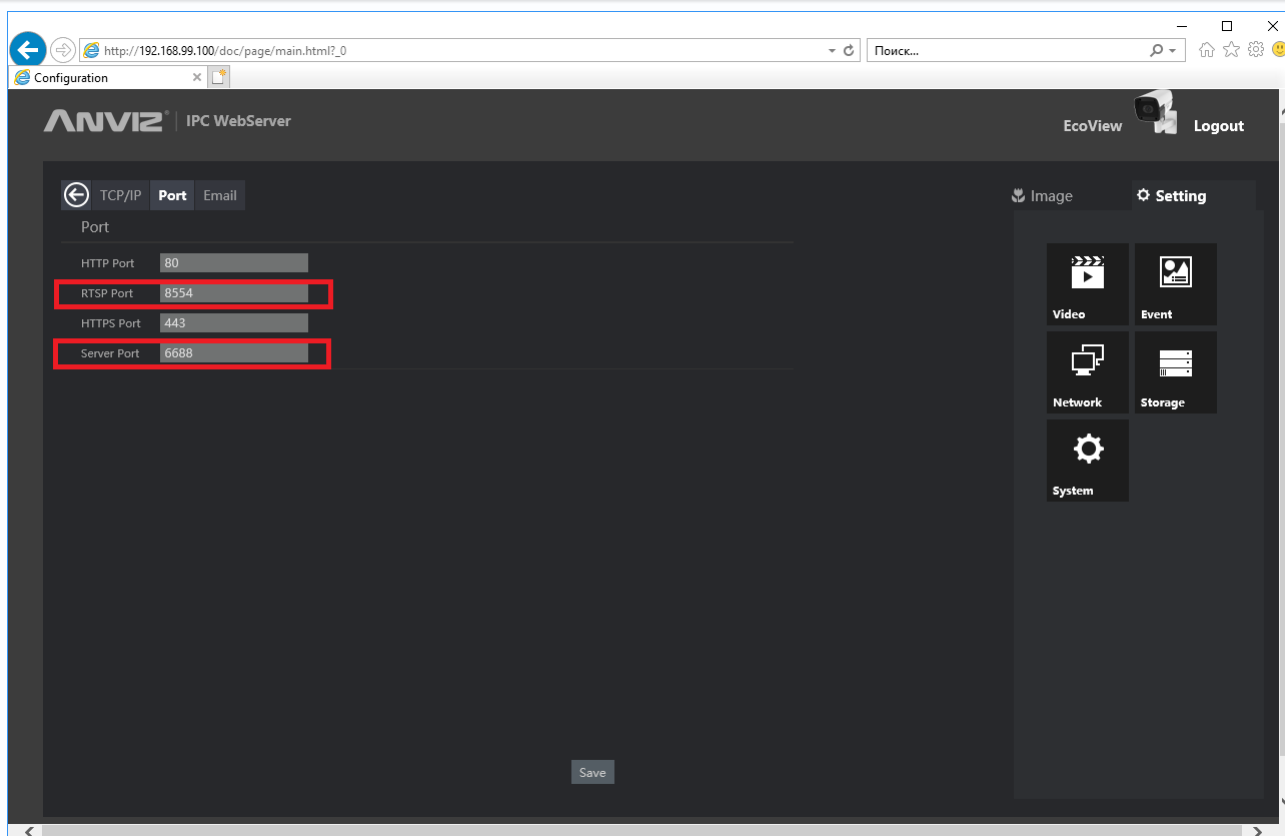 http://192.168.99.100/doc/page/main.html?_0
Поиск...
Configuration
ANVIZ® IPC WebServer
EcoView
Logout
TCP/IP Port Email
Image Setting
Port
HTTP Port 80
RTSP Port 8554
HTTPS Port 443
Server Port 6688
Video Event
Network Storage
System
Save